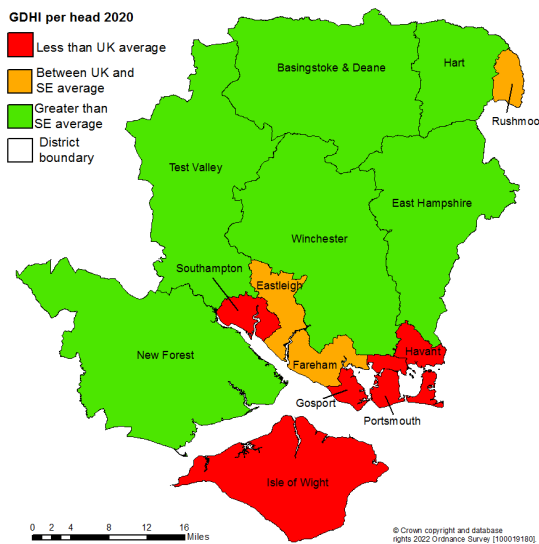 GDHI per head 2020
Less than UK average
Between UK and
SE average
Greater than
SE average
District
boundary
Basingstoke & Deane
Hart
Rushmoo
Test Valley
East Hampshire
Winchester
Southampton
Eastleigh
New Forest
Fareham
Havant
Gosport
Portsmouth
Isle of Wight
0 2 4 8 12 16
Miles
© Crown copyright and database
rights 2022 Ordnance Survey [100019180].